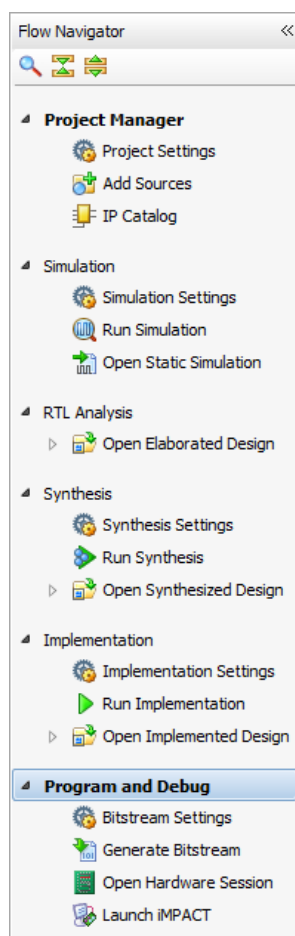 Flow Navigator
Project Manager
Project Settings
Add Sources
IP Catalog
Simulation
Simulation Settings
Run Simulation
Open Static Simulation
RTL Analysis
Open Elaborated Design
Synthesis
Synthesis Settings
Run Synthesis
Open Synthesized Design
Implementation
Implementation Settings
Run Implementation
Open Implemented Design
Program and Debug
Bitstream Settings
Generate Bitstream
Open Hardware Session
Launch iMPACT